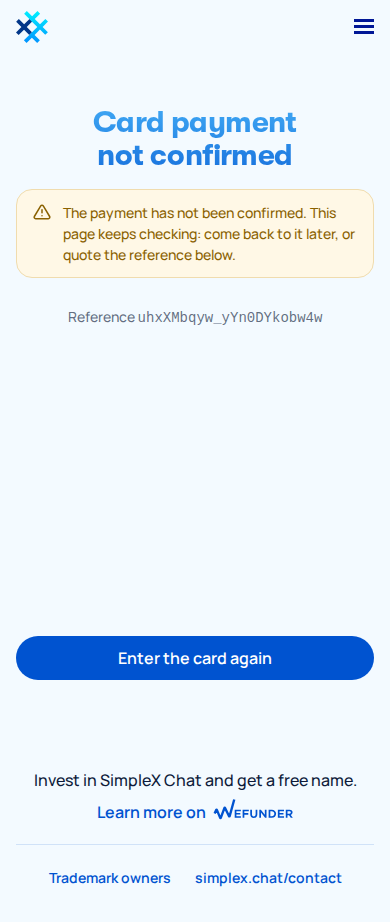 Card payment
not confirmed
The payment has not been confirmed. This
page keeps checking: come back to it later, or
quote the reference below.
Reference uhxXMbqyw_yYn0DYkobw4w
Enter the card again
Invest in SimpleX Chat and get a free name.
Learn more on WEFUNDER
Trademark owners simplex.chat/contact